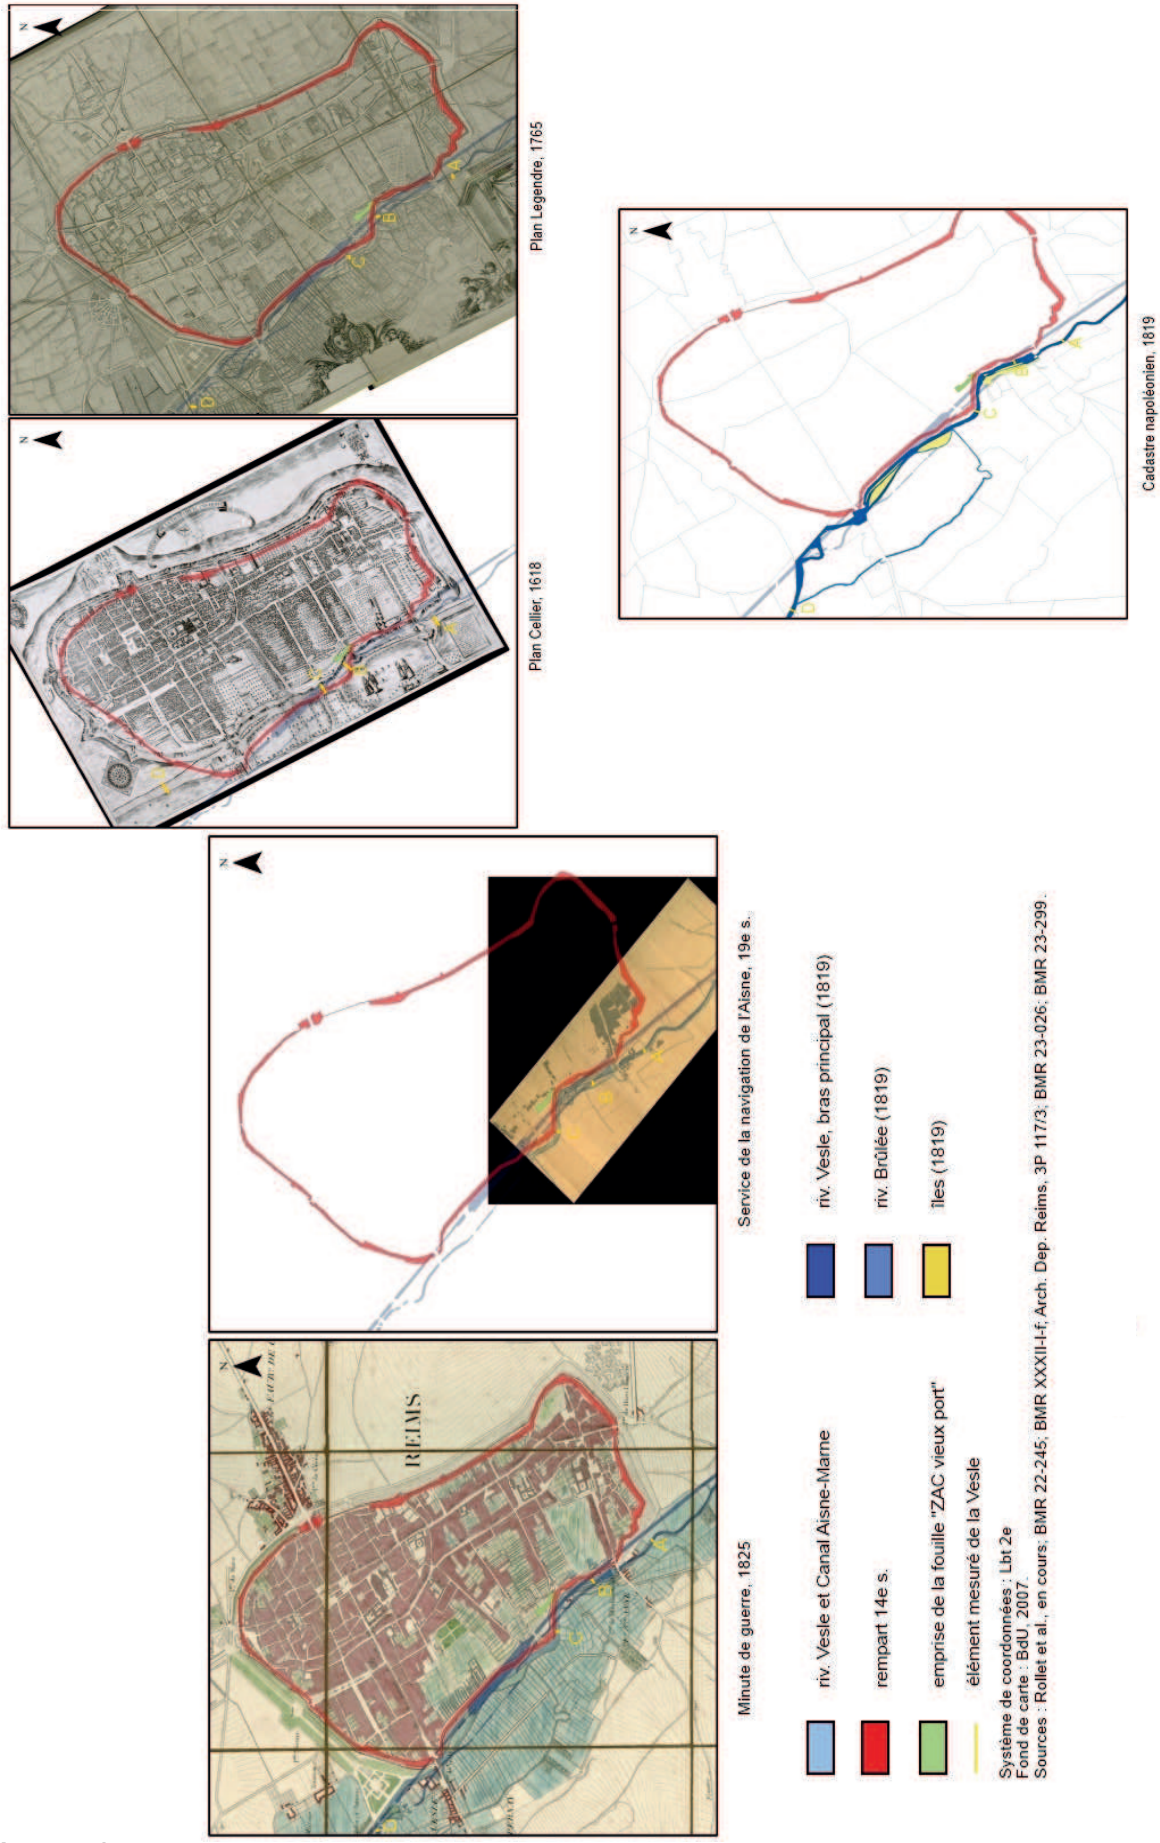 N
Plan Cellier, 1618
A
N
Plan Legendre, 1765
A
B
C
D
N
REIMS
A
B
C
Minute de guerre, 1825
N
A
B
C
Service de la navigation de l'Aisne, 19e s.
N
A
B
C
D
Cadastre napoléonien, 1819
riv. Vesle et Canal Aisne-Marne
rempart 14e s.
emprise de la fouille "ZAC vieux port"
élément mesuré de la Vesle
riv. Vesle, bras principal (1819)
riv. Brûlée (1819)
îles (1819)
Système de coordonnées : Lbt 2e
Fond de carte : BdU, 2007.
Sources : Rollet et al., en cours; BMR 22-245; BMR XXXII-I-f; Arch. Dep. Reims, 3P 117/3; BMR 23-026; BMR 23-299.